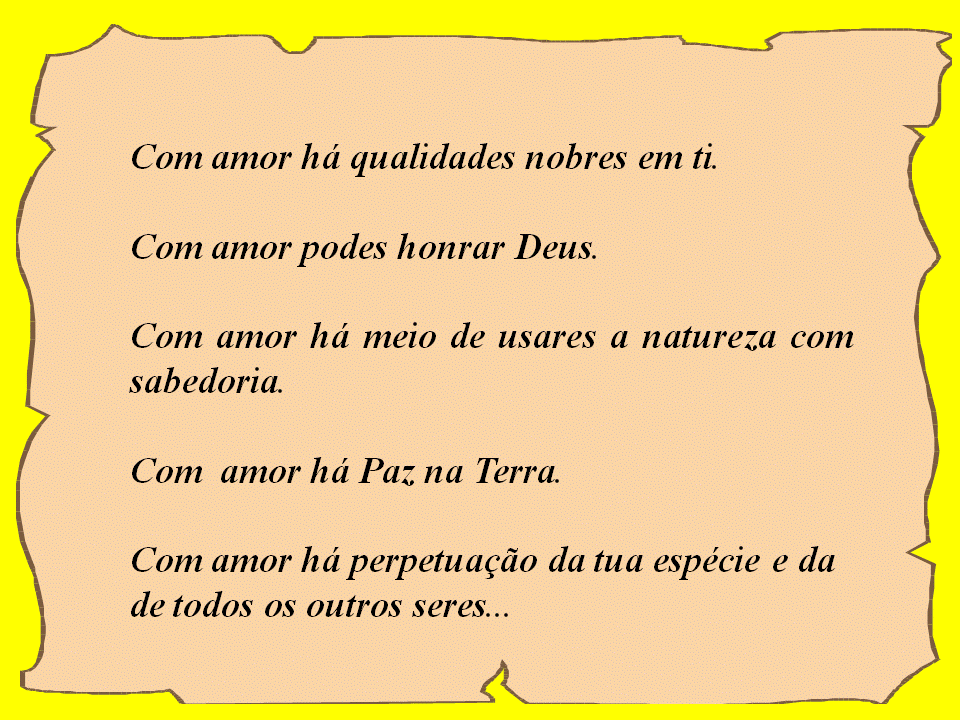 Com amor há qualidades nobres em ti.
Com amor podes honrar Deus.
Com amor há meio de usares a natureza com
sabedoria.
Com amor há Paz na Terra.
Com amor há perpetuação da tua espécie e da
de todos os outros seres...